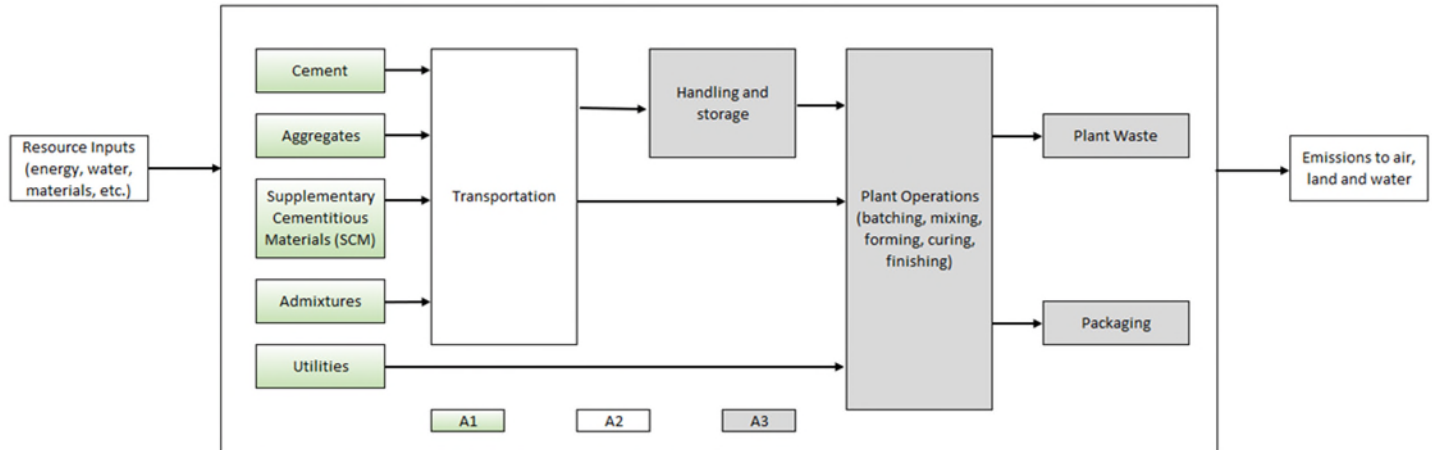 Resource Inputs
(energy, water,
materials, etc.)
Cement
Aggregates
Supplementary
Cementitious
Materials (SCM)
Admixtures
Utilities
Transportation
Handling and
storage
Plant Operations
(batching, mixing,
forming, curing,
finishing)
Plant Waste
Packaging
Emissions to air,
land and water
A1
A2
A3